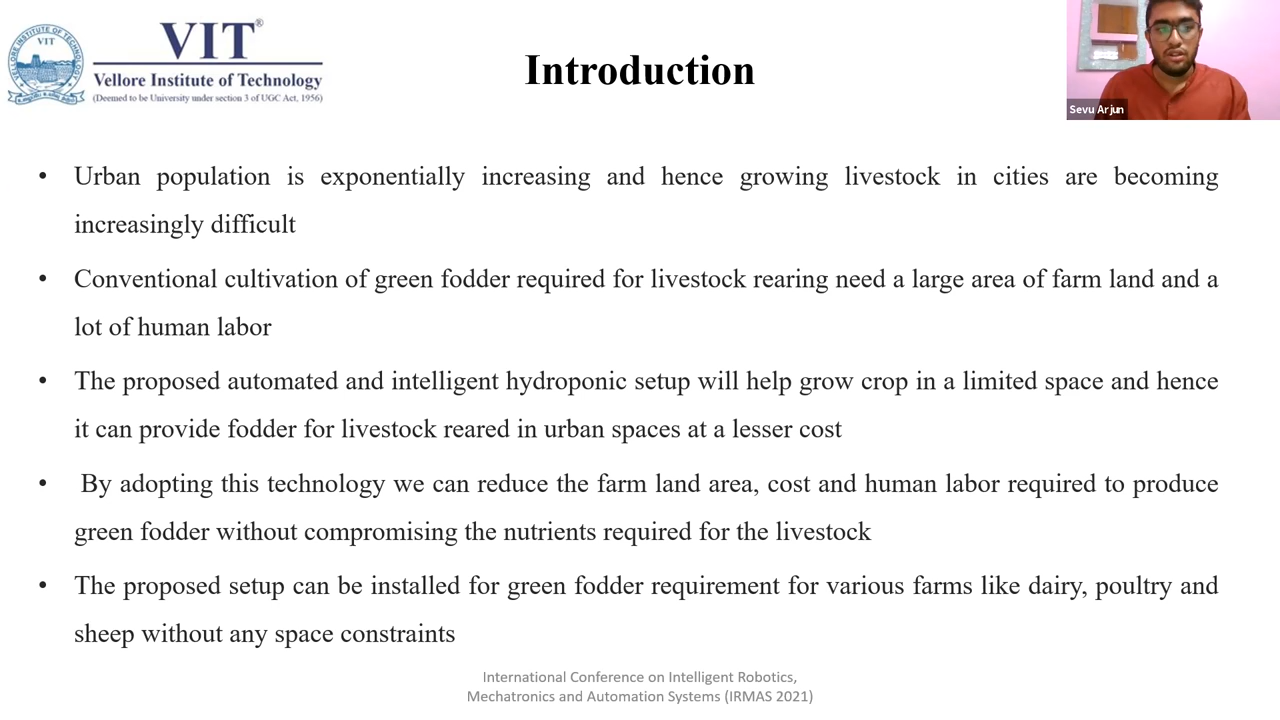 VIT®
VIT
Vellore Institute of Technology
(Deemed to be University under section 3 of UGC Act, 1956)
Introduction
Sevu Arjun
• Urban population is exponentially increasing and hence growing livestock in cities are becoming
increasingly difficult
• Conventional cultivation of green fodder required for livestock rearing need a large area of farm land and a
lot of human labor
• The proposed automated and intelligent hydroponic setup will help grow crop in a limited space and hence
it can provide fodder for livestock reared in urban spaces at a lesser cost
• By adopting this technology we can reduce the farm land area, cost and human labor required to produce
green fodder without compromising the nutrients required for the livestock
• The proposed setup can be installed for green fodder requirement for various farms like dairy, poultry and
sheep without any space constraints
International Conference on Intelligent Robotics,
Mechatronics and Automation Systems (IRMAS 2021)